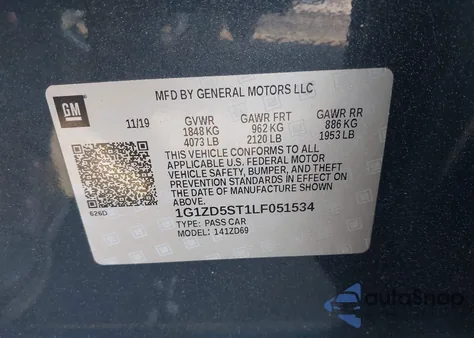 MFD BY GENERAL MOTORS LLC
GM
11/19 GVWR GAWR FRT GAWR RR
1848 KG 962 KG 886 KG
4073 LB 2120 LB 1953 LB
THIS VEHICLE CONFORMS TO ALL
APPLICABLE U.S. FEDERAL MOTOR
VEHICLE SAFETY, BUMPER, AND THEFT
PREVENTION STANDARDS IN EFFECT ON
THE DATE OF MANUFACTURE SHOWN
ABOVE.
626D
1G1ZD5ST1LF051534
TYPE: PASS CAR
MODEL: 141ZD69
autoSnap